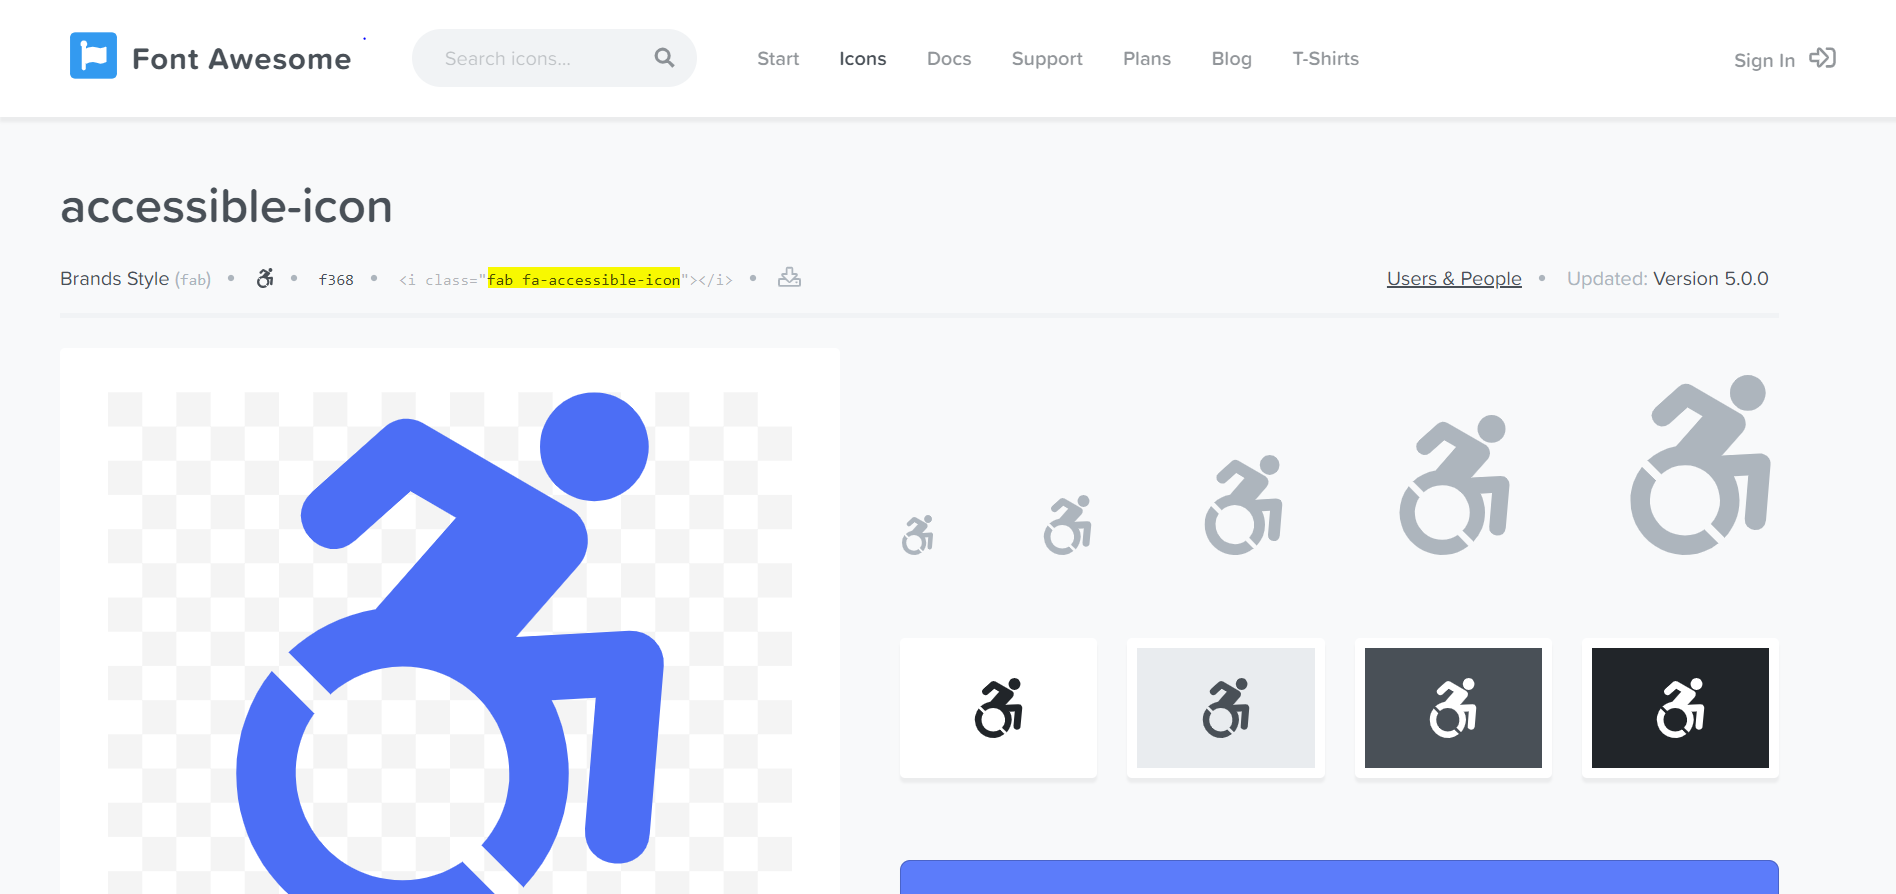 Font Awesome
Search icons...
Start Icons Docs Support Plans Blog T-Shirts
Sign In
accessible-icon
Brands Style (fab) • • f368 • <i class="fab fa-accessible-icon"></i> •
Users & People • Updated: Version 5.0.0